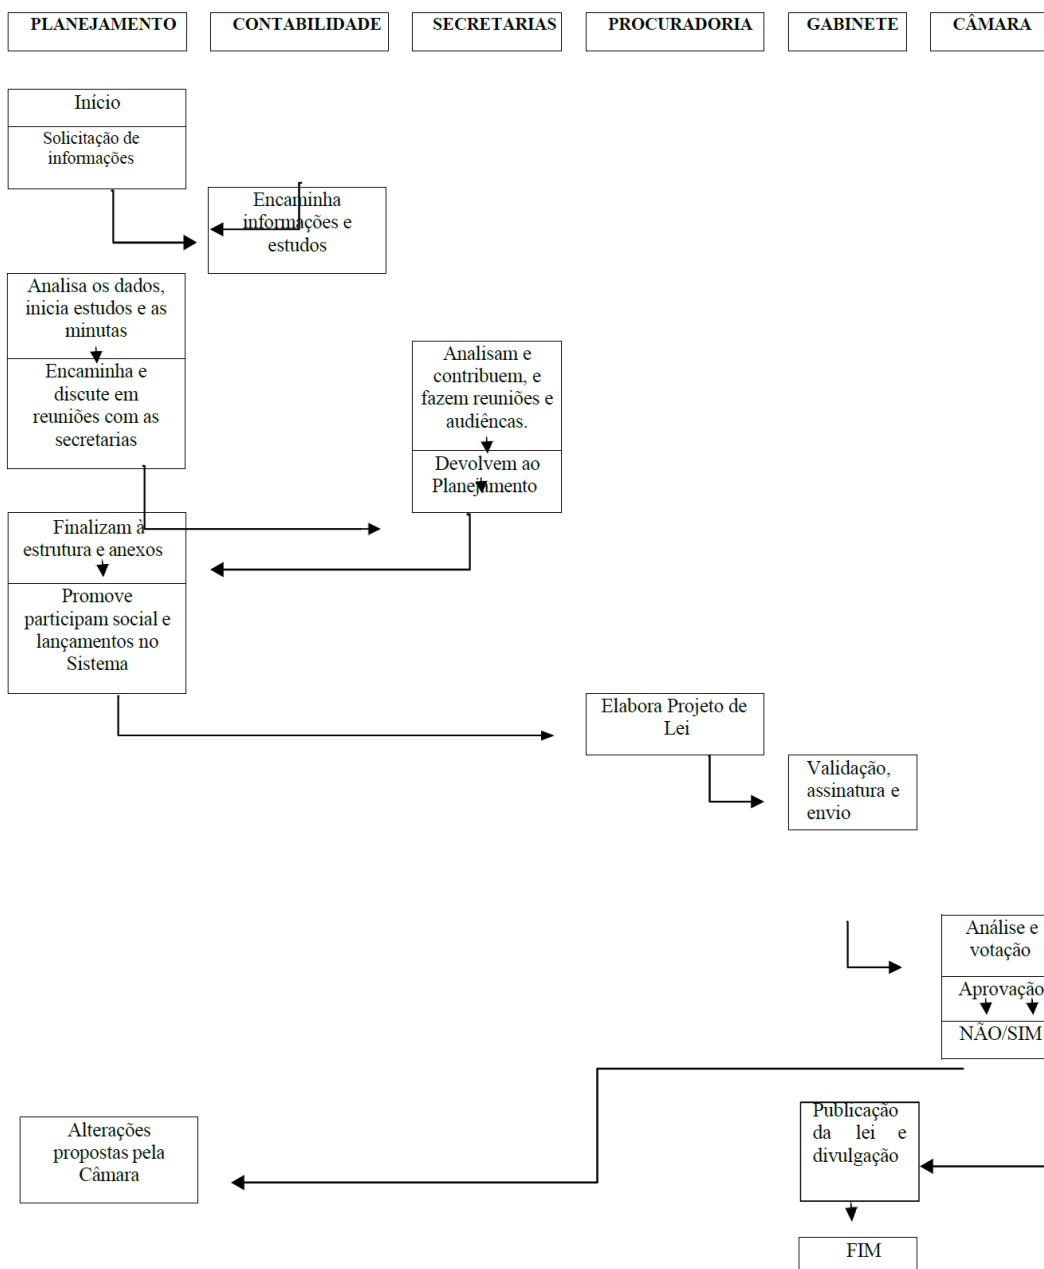 PLANEJAMENTO
CONTABILIDADE
SECRETARIAS
PROCURADORIA
GABINETE
CÂMARA
Início
Solicitação de
informações
Encaminha
informações e
estudos
Analisa os dados,
inicia estudos e as
minutas
Encaminha e
discute em
reuniões com as
secretarias
Analisam e
contribuem, e
fazem reuniões e
audiêncas.
Devolvem ao
Planejamento
Finalizam à
estrutura e anexos
Promove
participam social e
lançamentos no
Sistema
Elabora Projeto de
Lei
Validação,
assinatura e
envio
Análise e
votação
Aprovação
NÃO/SIM
Alterações
propostas pela
Câmara
Publicação
da lei e
divulgação
FIM